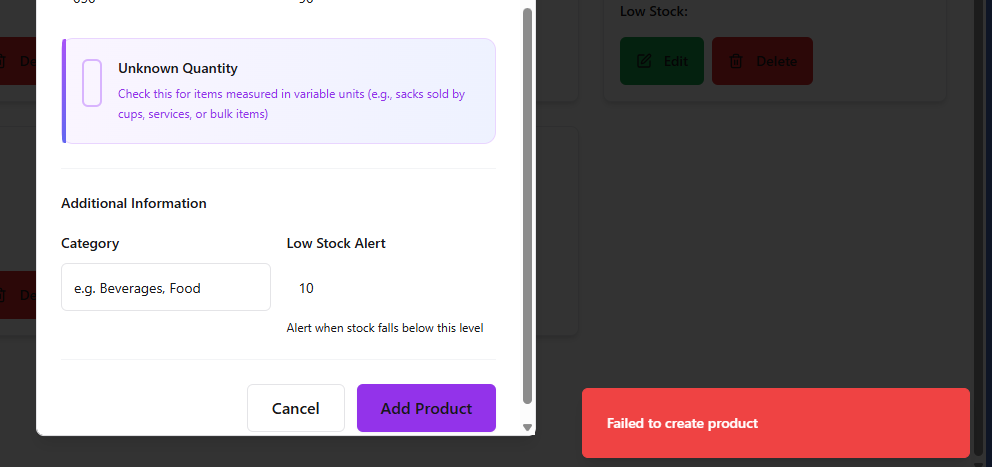 Low Stock:
Edit
Delete
De
Unknown Quantity
Check this for items measured in variable units (e.g., sacks sold by
cups, services, or bulk items)
Additional Information
Category
Low Stock Alert
e.g. Beverages, Food
10
Alert when stock falls below this level
De
Cancel
Add Product
Failed to create product